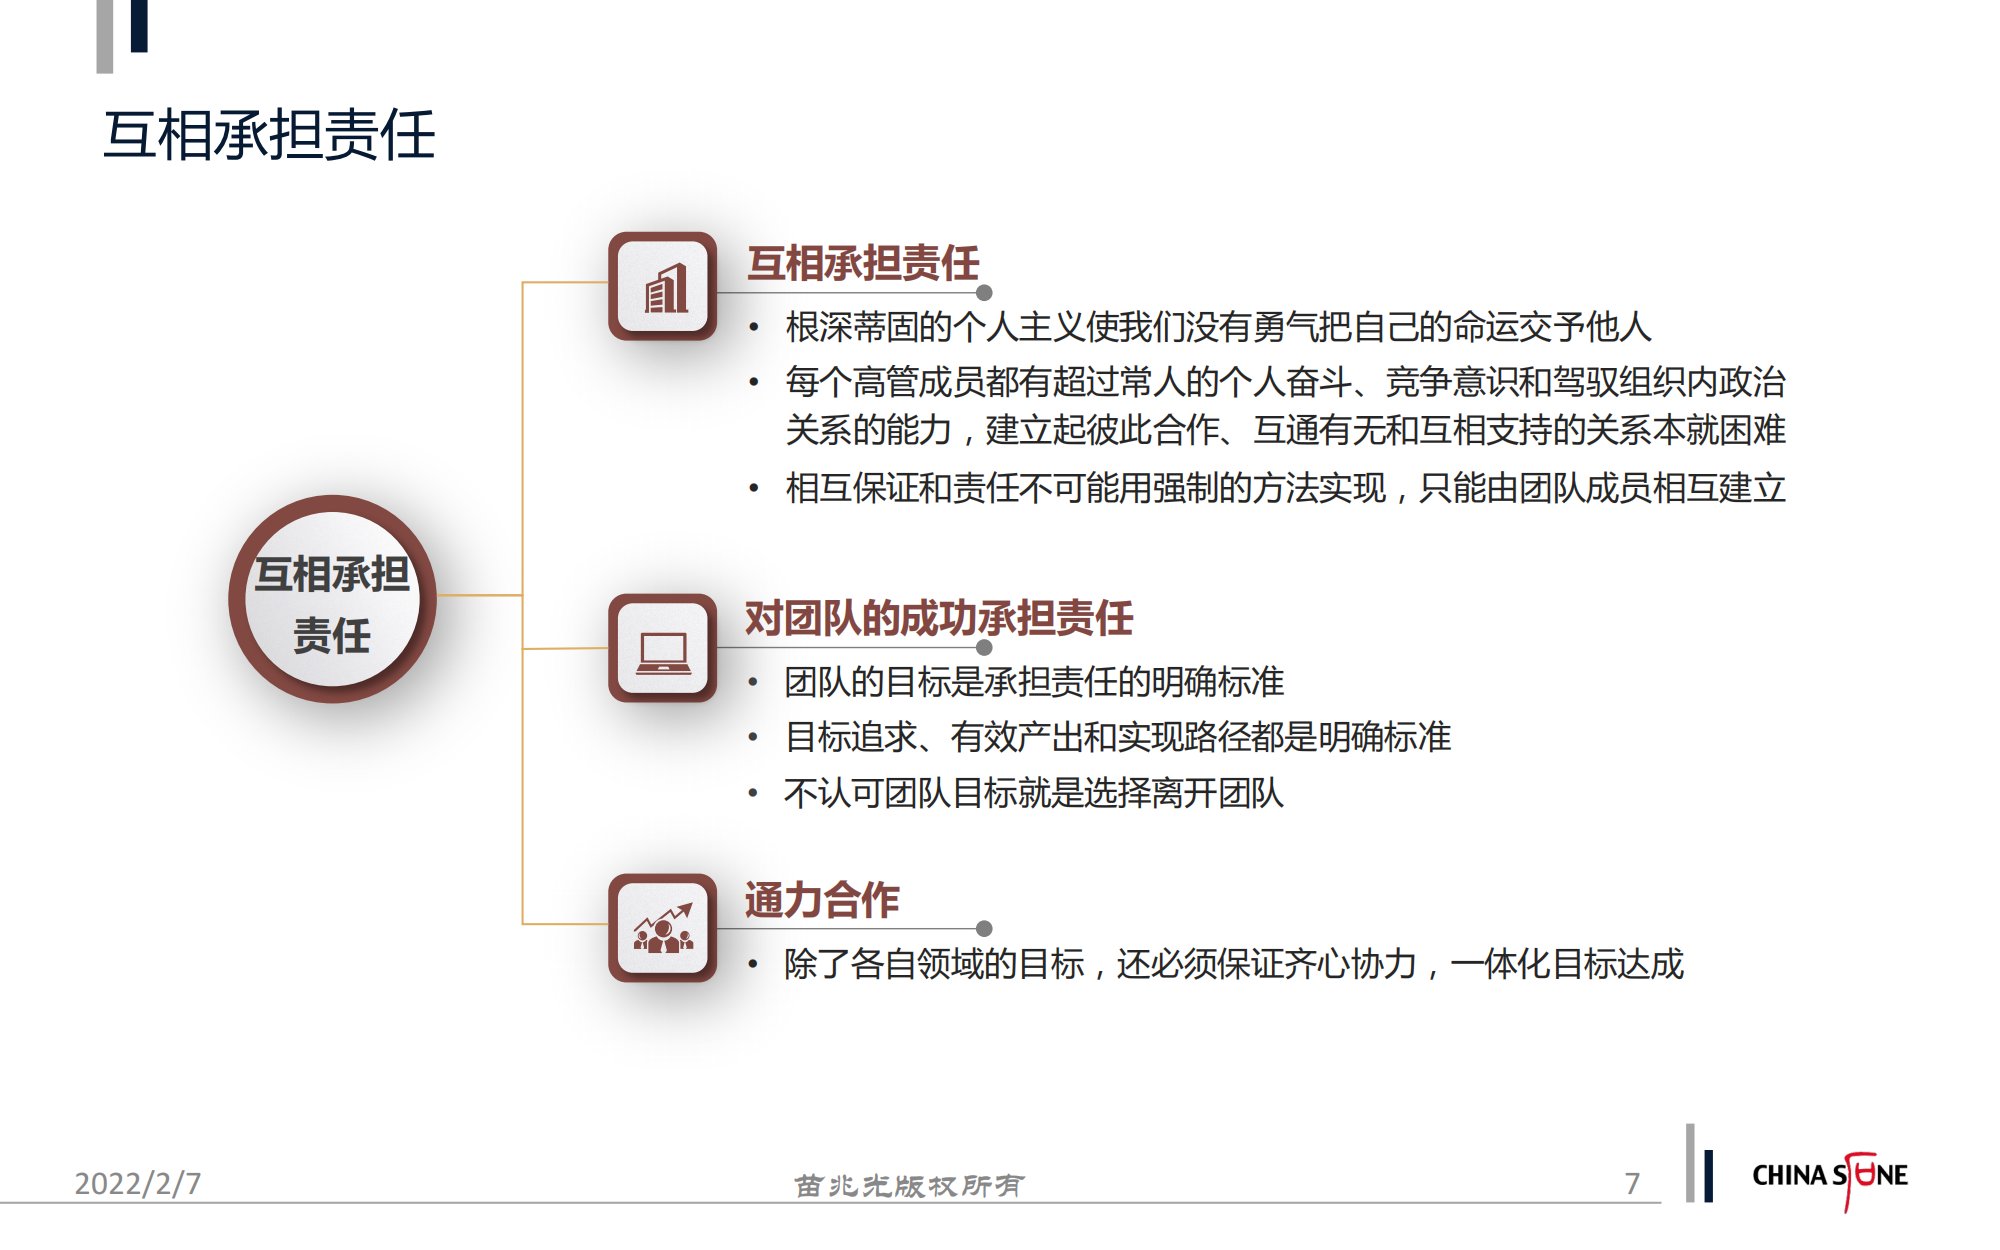 互相承担责任
互相承担责任
• 根深蒂固的个人主义使我们没有勇气把自己的命运交予他人
• 每个高管成员都有超过常人的个人奋斗、竞争意识和驾驭组织内政治
关系的能力，建立起彼此合作、互通有无和互相支持的关系本就困难
• 相互保证和责任不可能用强制的方法实现，只能由团队成员相互建立
互相承担
责任
对团队的成功承担责任
• 团队的目标是承担责任的明确标准
• 目标追求、有效产出和实现路径都是明确标准
• 不认可团队目标就是选择离开团队
通力合作
• 除了各自领域的目标，还必须保证齐心协力，一体化目标达成
2022/2/7
苗兆光版权所有
7
CHINA STONE